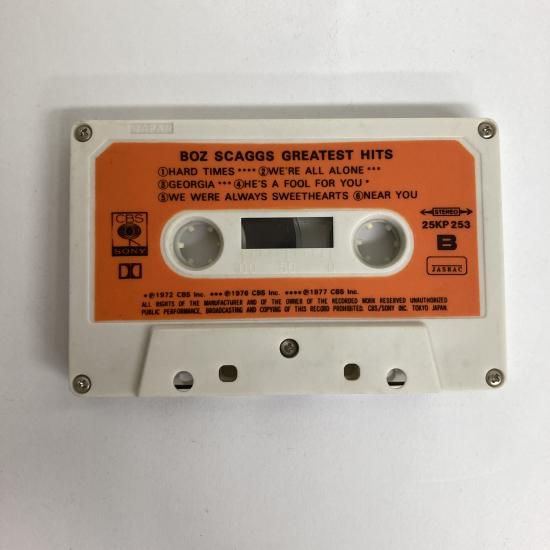 JAPAN
BOZ SCAGGS GREATEST HITS
①HARD TIMES **** ②WE'RE ALL ALONE ***
③GEORGIA *** ④HE'S A FOOL FOR YOU *
⑤WE WERE ALWAYS SWEETHEARTS ⑥NEAR YOU
CBS
SONY
STEREO
25KP 253
B
JASRAC
100 50 0
*℗1972 CBS Inc. ***℗1976 CBS Inc. ****℗1977 CBS Inc.
ALL RIGHTS OF THE MANUFACTURER AND OF THE OWNER OF THE RECORDED WORK RESERVED UNAUTHORIZED
PUBLIC PERFORMANCE, BROADCASTING AND COPYING OF THIS RECORD PROHIBITED. CBS/SONY INC. TOKYO JAPAN.